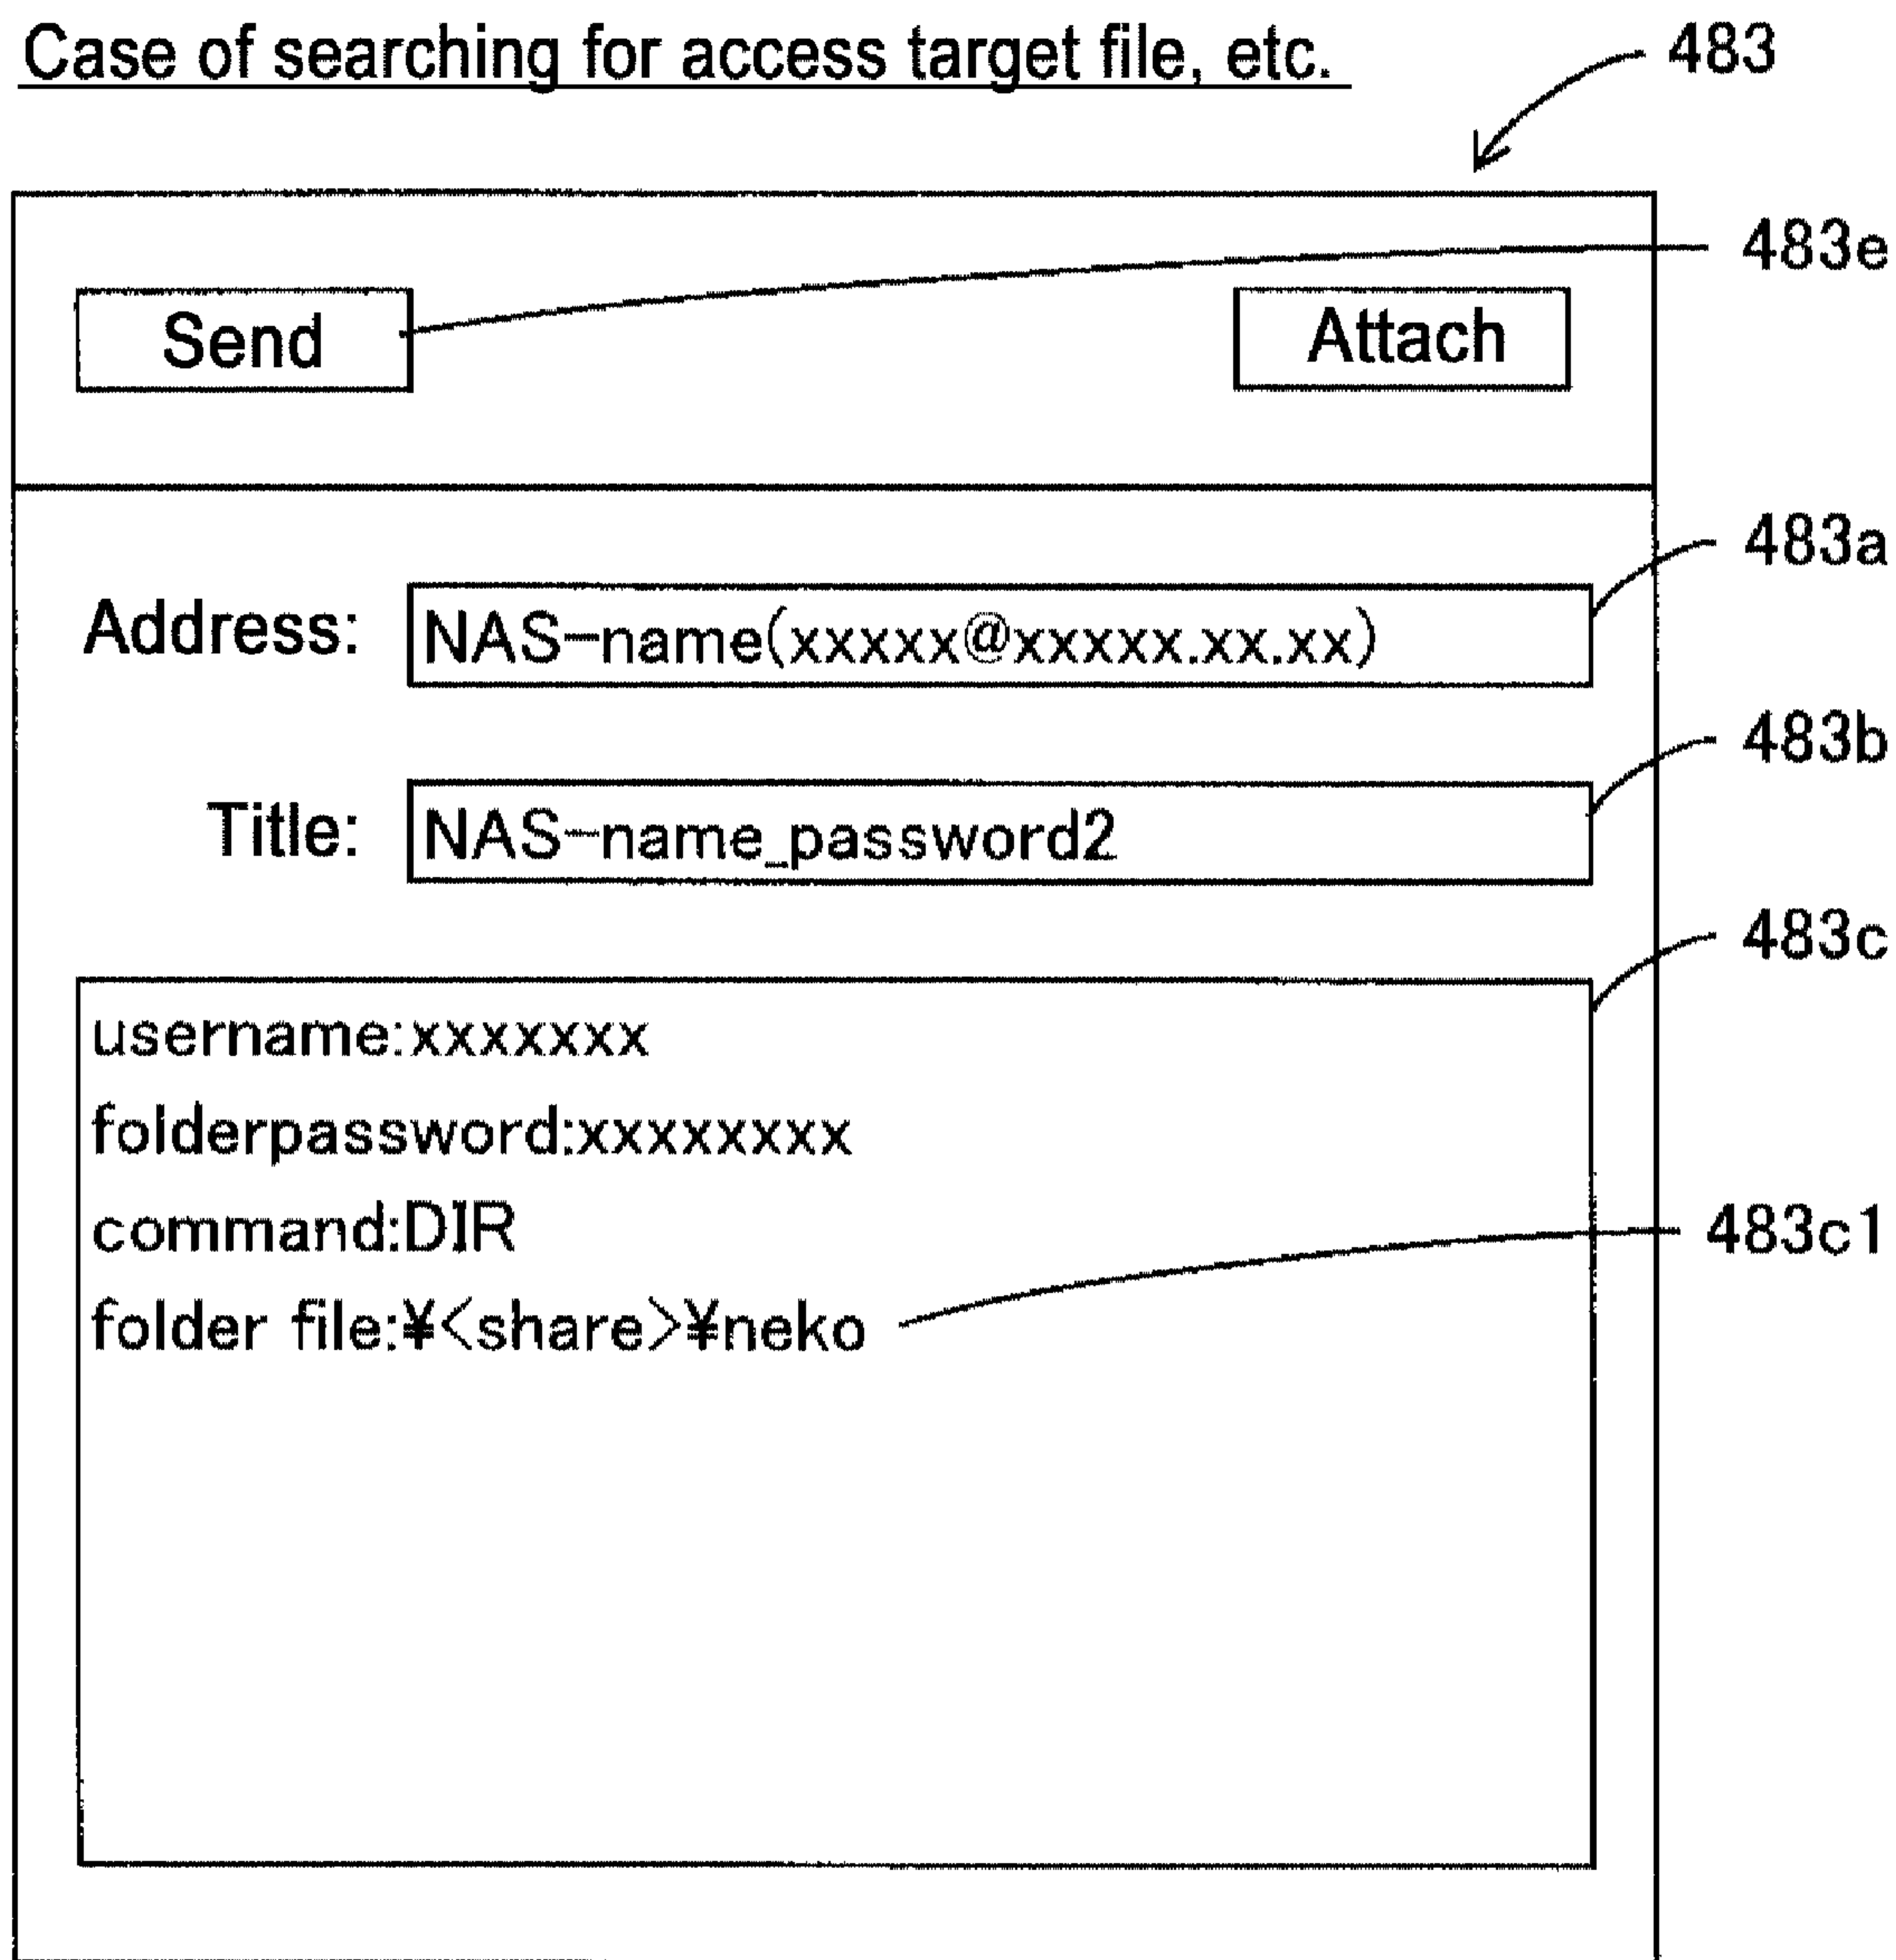 Case of searching for access target file, etc.
483
483e
Send
Attach
483a
Address: NAS-name(xxxxx@xxxxx.xx.xx)
483b
Title: NAS-name_password2
483c
username:xxxxxxx
folderpassword:xxxxxxxx
command:DIR
483c1
folder file:¥<share>¥neko